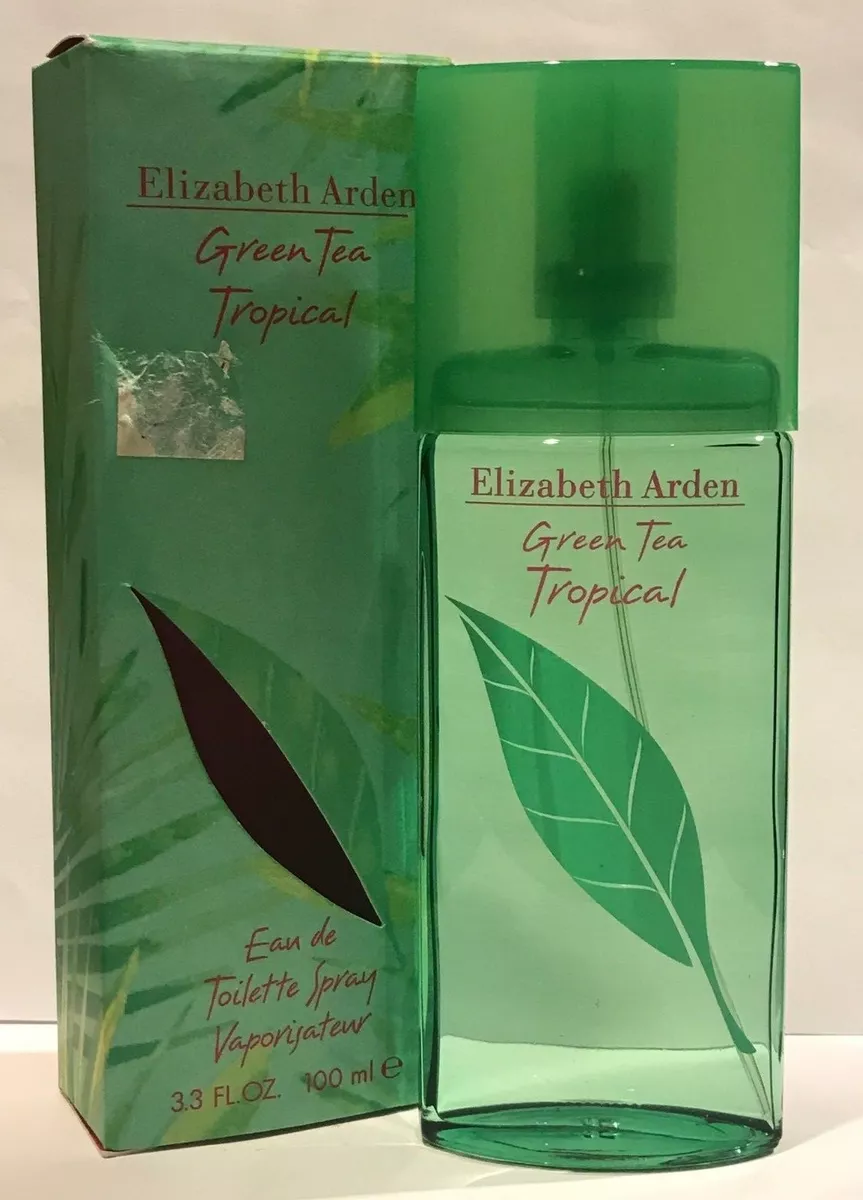 Elizabeth Arden
Green Tea
Tropical
Eau de
Toilette Spray
Vaporisateur
3.3 FL.OZ. 100 ml ℮
Elizabeth Arden
Green Tea
Tropical